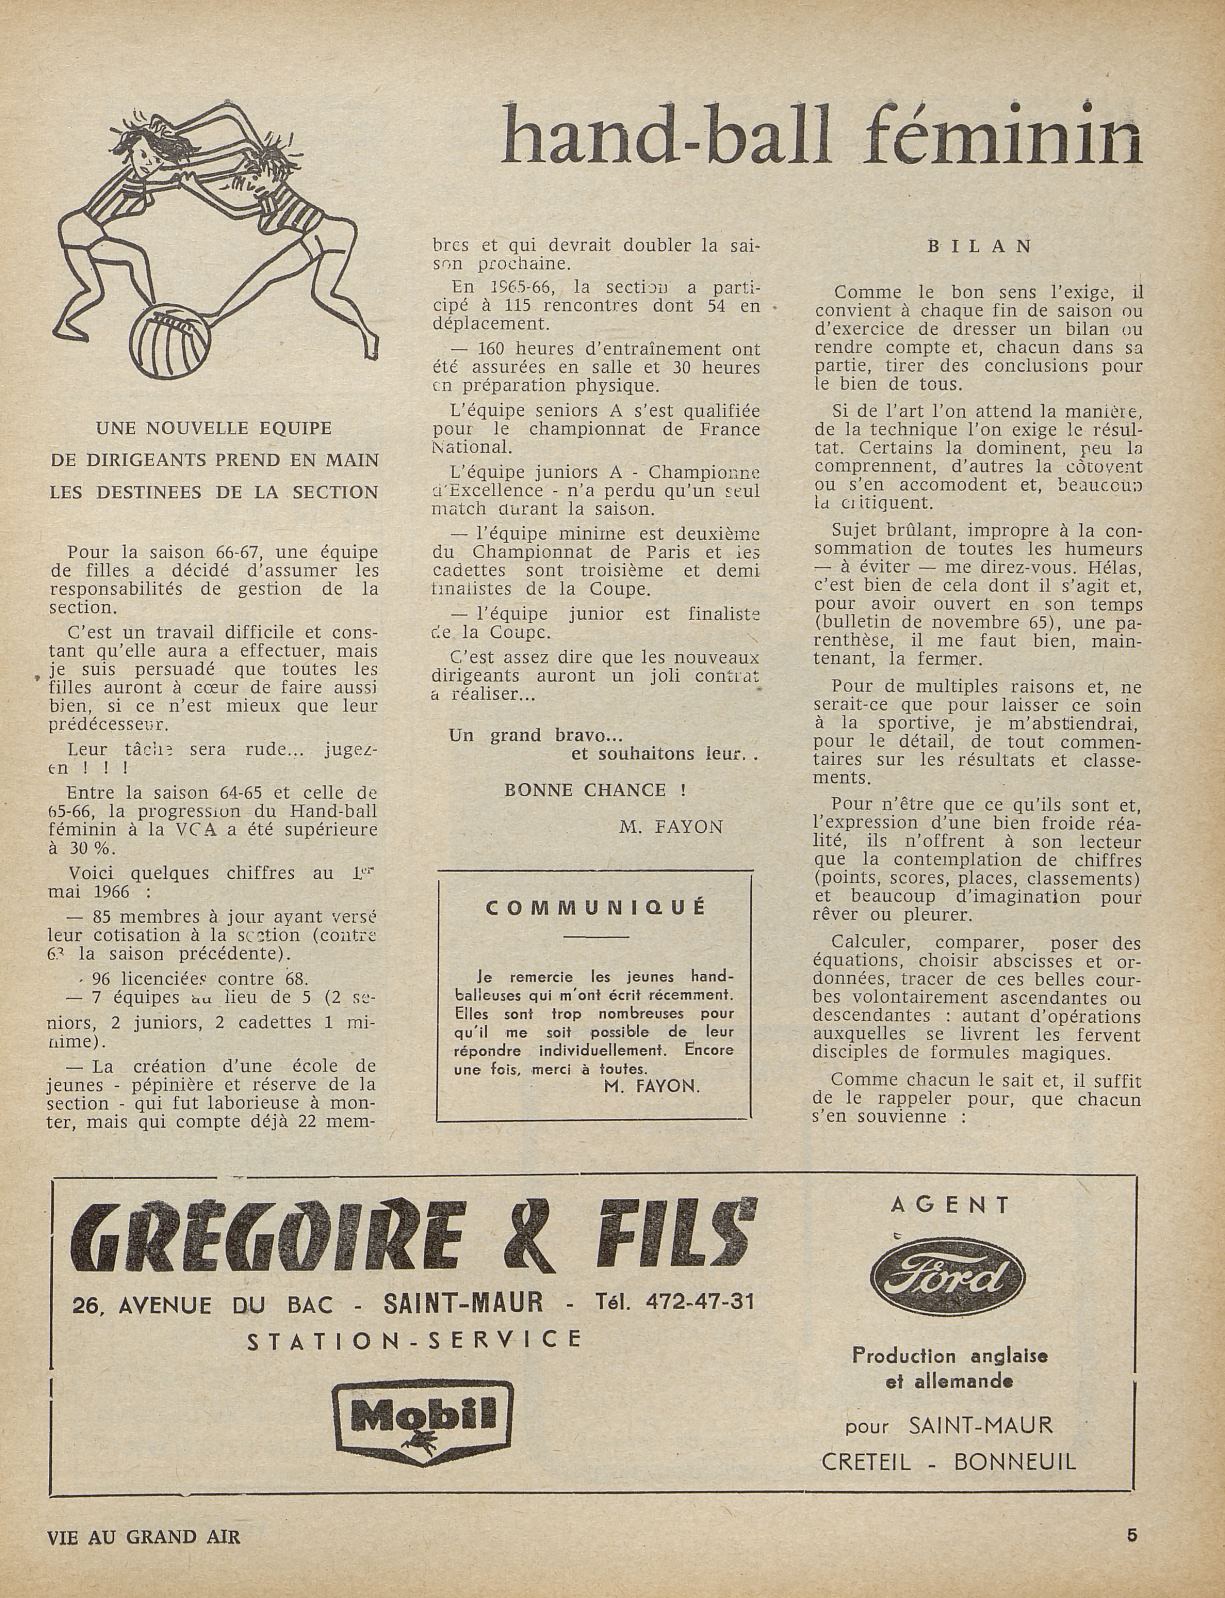 hand-ball féminin
UNE NOUVELLE EQUIPE
DE DIRIGEANTS PREND EN MAIN
LES DESTINEES DE LA SECTION
Pour la saison 66-67, une équipe
de filles a décidé d'assumer les
responsabilités de gestion de la
section.
C'est un travail difficile et cons-
tant qu'elle aura a effectuer, mais
je suis persuadé que toutes les
filles auront à cœur de faire aussi
bien, si ce n'est mieux que leur
prédécesseur.
Leur tâche sera rude... jugez-
en ! ! !
Entre la saison 64-65 et celle de
65-66, la progression du Hand-ball
féminin à la VCA a été supérieure
à 30 %.
Voici quelques chiffres au 1er
mai 1966 :
— 85 membres à jour ayant versé
leur cotisation à la section (contre
63 la saison précédente).
- 96 licenciées contre 68.
— 7 équipes au lieu de 5 (2 se-
niors, 2 juniors, 2 cadettes 1 mi-
nime).
— La création d'une école de
jeunes - pépinière et réserve de la
section - qui fut laborieuse à mon-
ter, mais qui compte déjà 22 mem-
bres et qui devrait doubler la sai-
son prochaine.
En 1965-66, la section a parti-
cipé à 115 rencontres dont 54 en
déplacement.
— 160 heures d'entraînement ont
été assurées en salle et 30 heures
en préparation physique.
L'équipe seniors A s'est qualifiée
pour le championnat de France
National.
L'équipe juniors A - Championne
d'Excellence - n'a perdu qu'un seul
match durant la saison.
— l'équipe minime est deuxième
du Championnat de Paris et les
cadettes sont troisième et demi
finalistes de la Coupe.
— l'équipe junior est finaliste
de la Coupe.
C'est assez dire que les nouveaux
dirigeants auront un joli contrat
à réaliser...
Un grand bravo...
et souhaitons leur. .
BONNE CHANCE !
M. FAYON
COMMUNIQUÉ
Je remercie les jeunes hand-
balleuses qui m'ont écrit récemment.
Elles sont trop nombreuses pour
qu'il me soit possible de leur
répondre individuellement. Encore
une fois, merci à toutes.
M. FAYON.
BILAN
Comme le bon sens l'exige, il
convient à chaque fin de saison ou
d'exercice de dresser un bilan ou
rendre compte et, chacun dans sa
partie, tirer des conclusions pour
le bien de tous.
Si de l'art l'on attend la manière,
de la technique l'on exige le résul-
tat. Certains la dominent, peu la
comprennent, d'autres la côtoyent
ou s'en accomodent et, beaucoup
la critiquent.
Sujet brûlant, impropre à la con-
sommation de toutes les humeurs
— à éviter — me direz-vous. Hélas,
c'est bien de cela dont il s'agit et,
pour avoir ouvert en son temps
(bulletin de novembre 65), une pa-
renthèse, il me faut bien, main-
tenant, la fermer.
Pour de multiples raisons et, ne
serait-ce que pour laisser ce soin
à la sportive, je m'abstiendrai,
pour le détail, de tout commen-
taires sur les résultats et classe-
ments.
Pour n'être que ce qu'ils sont et,
l'expression d'une bien froide réa-
lité, ils n'offrent à son lecteur
que la contemplation de chiffres
(points, scores, places, classements)
et beaucoup d'imagination pour
rêver ou pleurer.
Calculer, comparer, poser des
équations, choisir abscisses et or-
données, tracer de ces belles cour-
bes volontairement ascendantes ou
descendantes : autant d'opérations
auxquelles se livrent les fervent
disciples de formules magiques.
Comme chacun le sait et, il suffit
de le rappeler pour, que chacun
s'en souvienne :
GRÉGOIRE & FILS
26, AVENUE DU BAC - SAINT-MAUR - Tél. 472-47-31
STATION-SERVICE
Mobil
AGENT
Ford
Production anglaise
et allemande
pour SAINT-MAUR
CRETEIL - BONNEUIL
VIE AU GRAND AIR
5